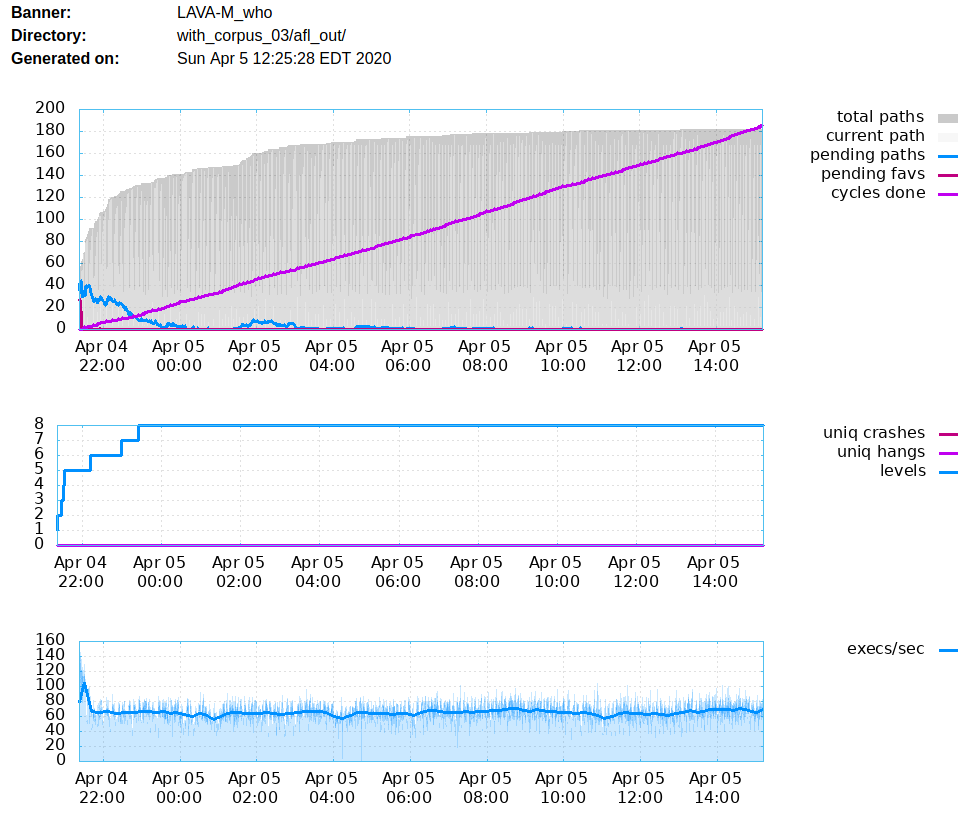 Banner: LAVA-M_who
Directory: with_corpus_03/afl_out/
Generated on: Sun Apr 5 12:25:28 EDT 2020
200
180
160
140
120
100
80
60
40
20
0
Apr 04 Apr 05 Apr 05 Apr 05 Apr 05 Apr 05 Apr 05 Apr 05 Apr 05
22:00 00:00 02:00 04:00 06:00 08:00 10:00 12:00 14:00
total paths
current path
pending paths
pending favs
cycles done
8
7
6
5
4
3
2
1
0
Apr 04 Apr 05 Apr 05 Apr 05 Apr 05 Apr 05 Apr 05 Apr 05 Apr 05
22:00 00:00 02:00 04:00 06:00 08:00 10:00 12:00 14:00
uniq crashes
uniq hangs
levels
160
140
120
100
80
60
40
20
0
Apr 04 Apr 05 Apr 05 Apr 05 Apr 05 Apr 05 Apr 05 Apr 05 Apr 05
22:00 00:00 02:00 04:00 06:00 08:00 10:00 12:00 14:00
execs/sec